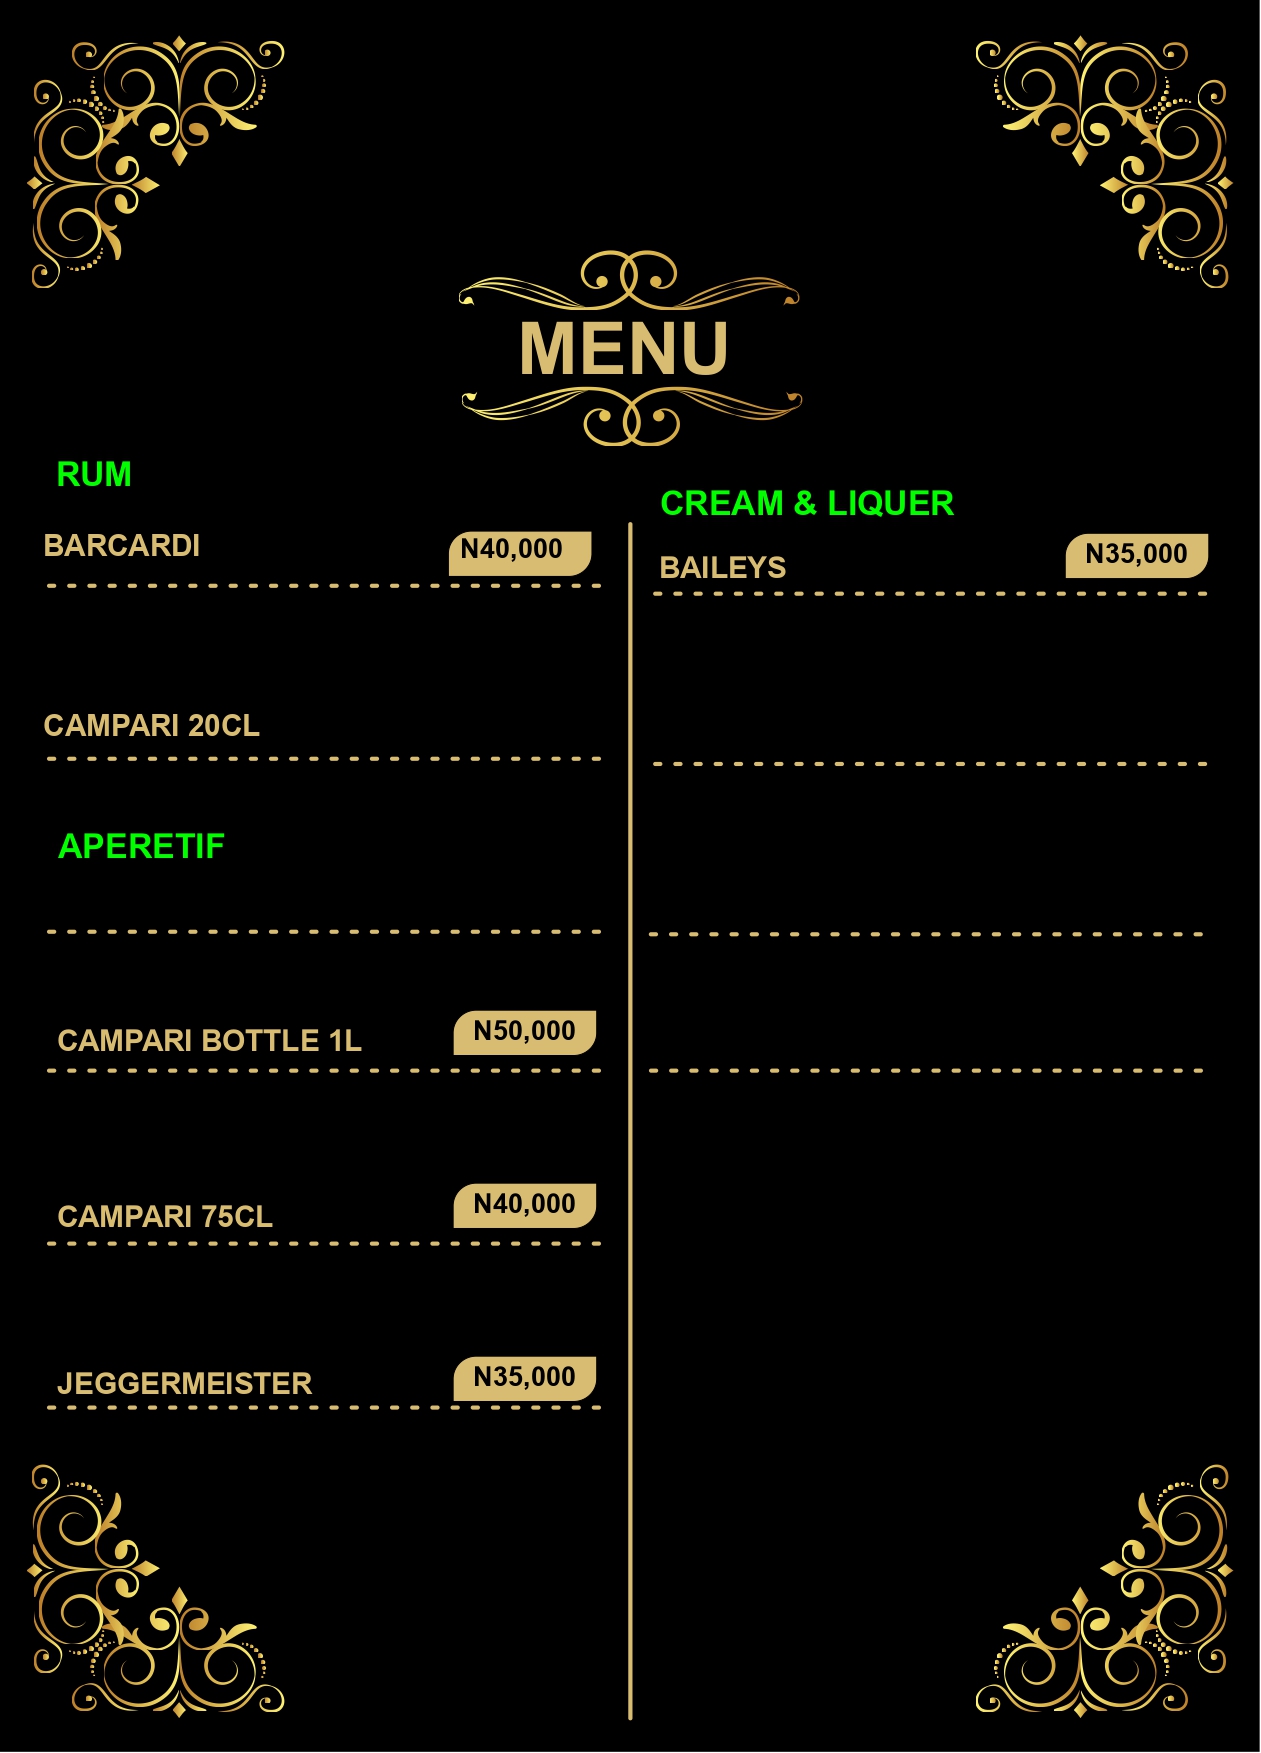 MENU
RUM
BARCARDI N40,000
CAMPARI 20CL
APERETIF
CAMPARI BOTTLE 1L N50,000
CAMPARI 75CL N40,000
JEGGERMEISTER N35,000
CREAM & LIQUER
BAILEYS N35,000